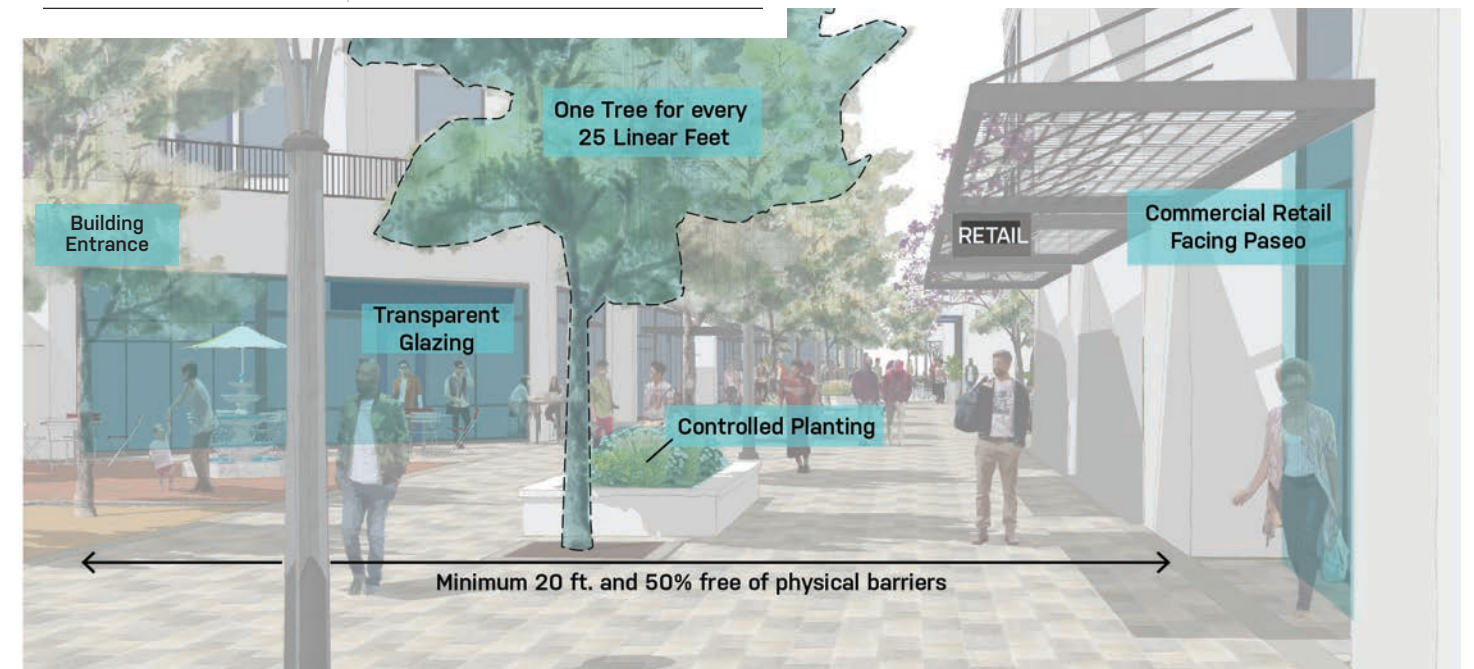 One Tree for every
25 Linear Feet
Building
Entrance
Commercial Retail
Facing Paseo
RETAIL
Transparent
Glazing
Controlled Planting
Minimum 20 ft. and 50% free of physical barriers